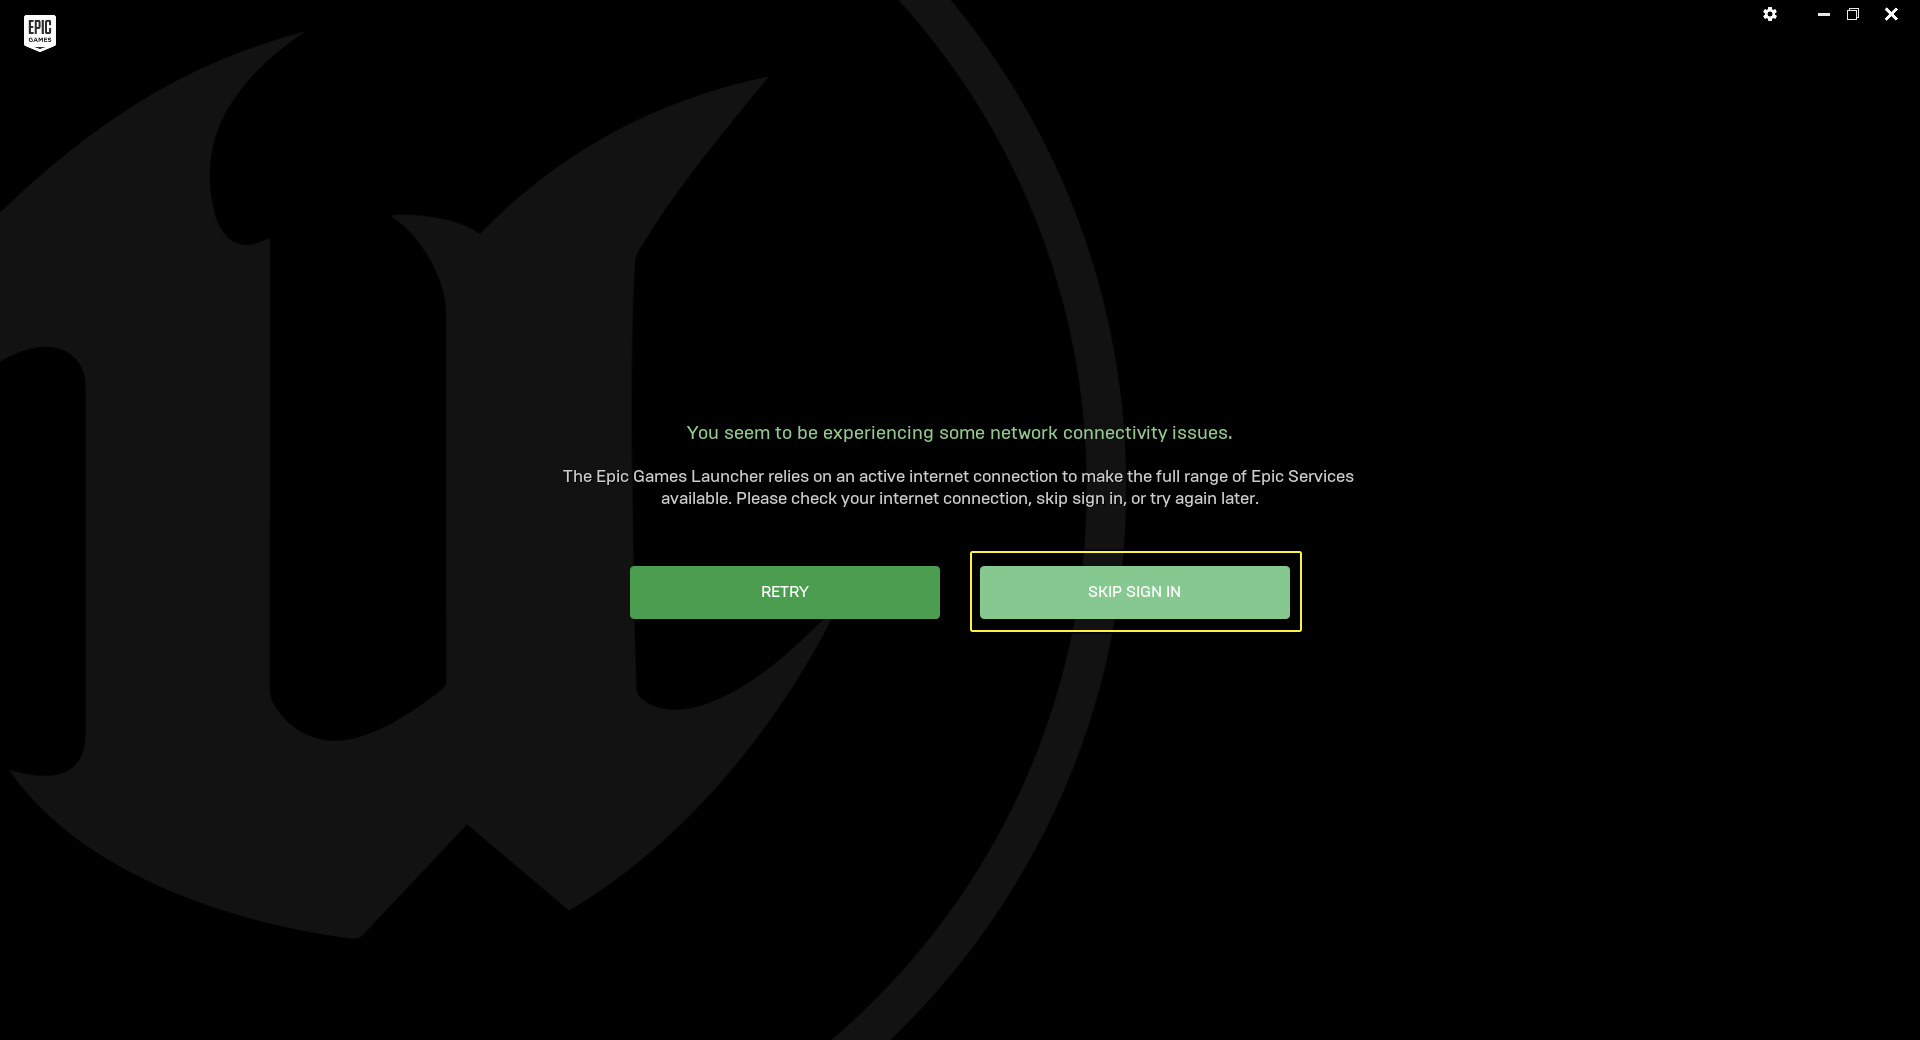 EPIC
GAMES
You seem to be experiencing some network connectivity issues.
The Epic Games Launcher relies on an active internet connection to make the full range of Epic Services
available. Please check your internet connection, skip sign in, or try again later.
RETRY
SKIP SIGN IN